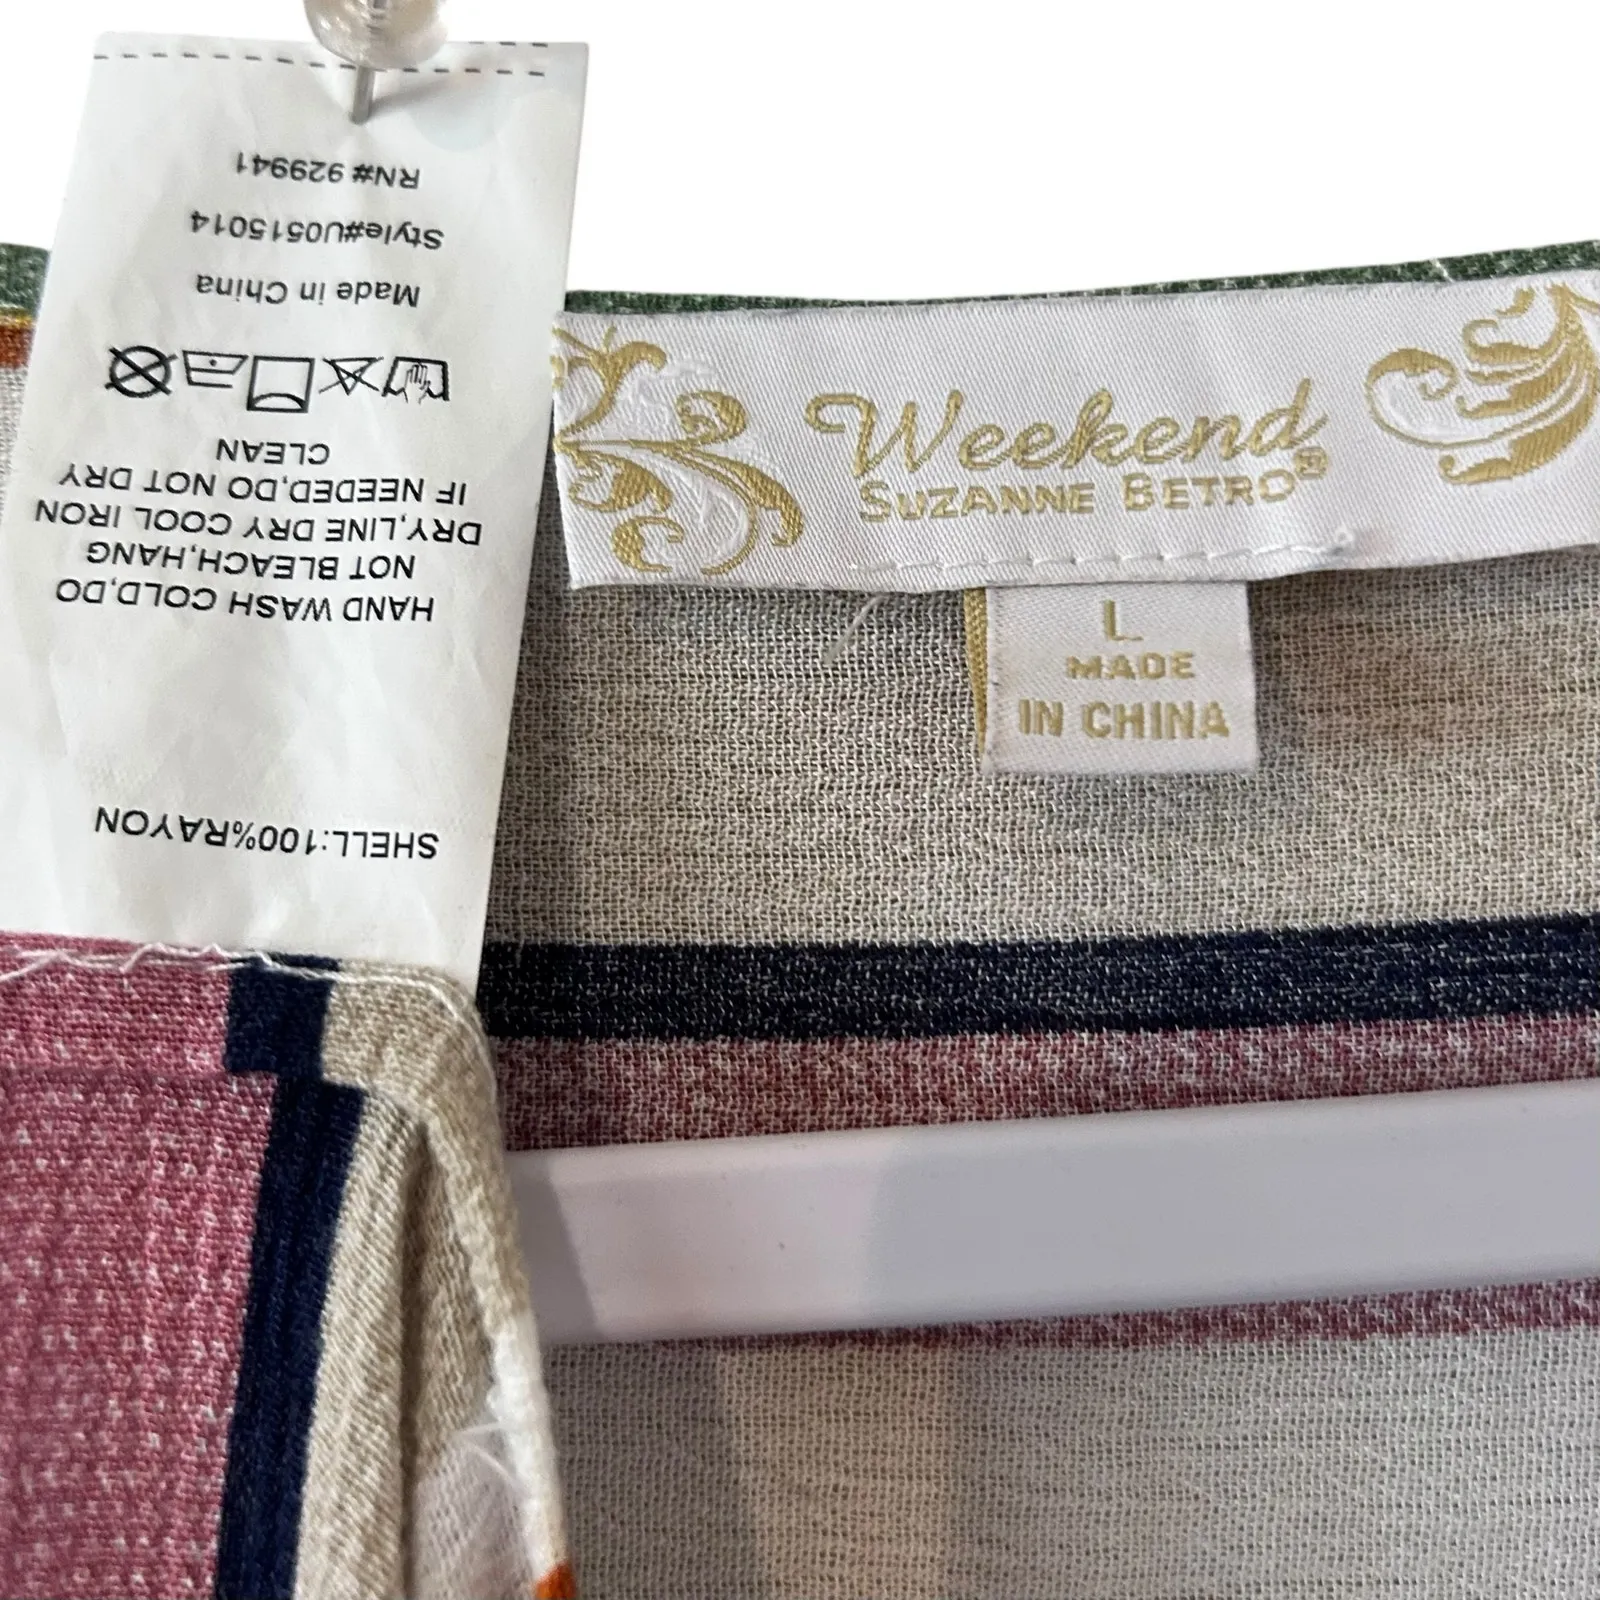 SHELL:100%RAYON
HAND WASH COLD,DO
NOT BLEACH,HANG
DRY,LINE DRY COOL IRON
IF NEEDED,DO NOT DRY
CLEAN
Made in China
Style#U0515014
RN# 929941
Weekend
SUZANNE BETRO®
L
MADE
IN CHINA